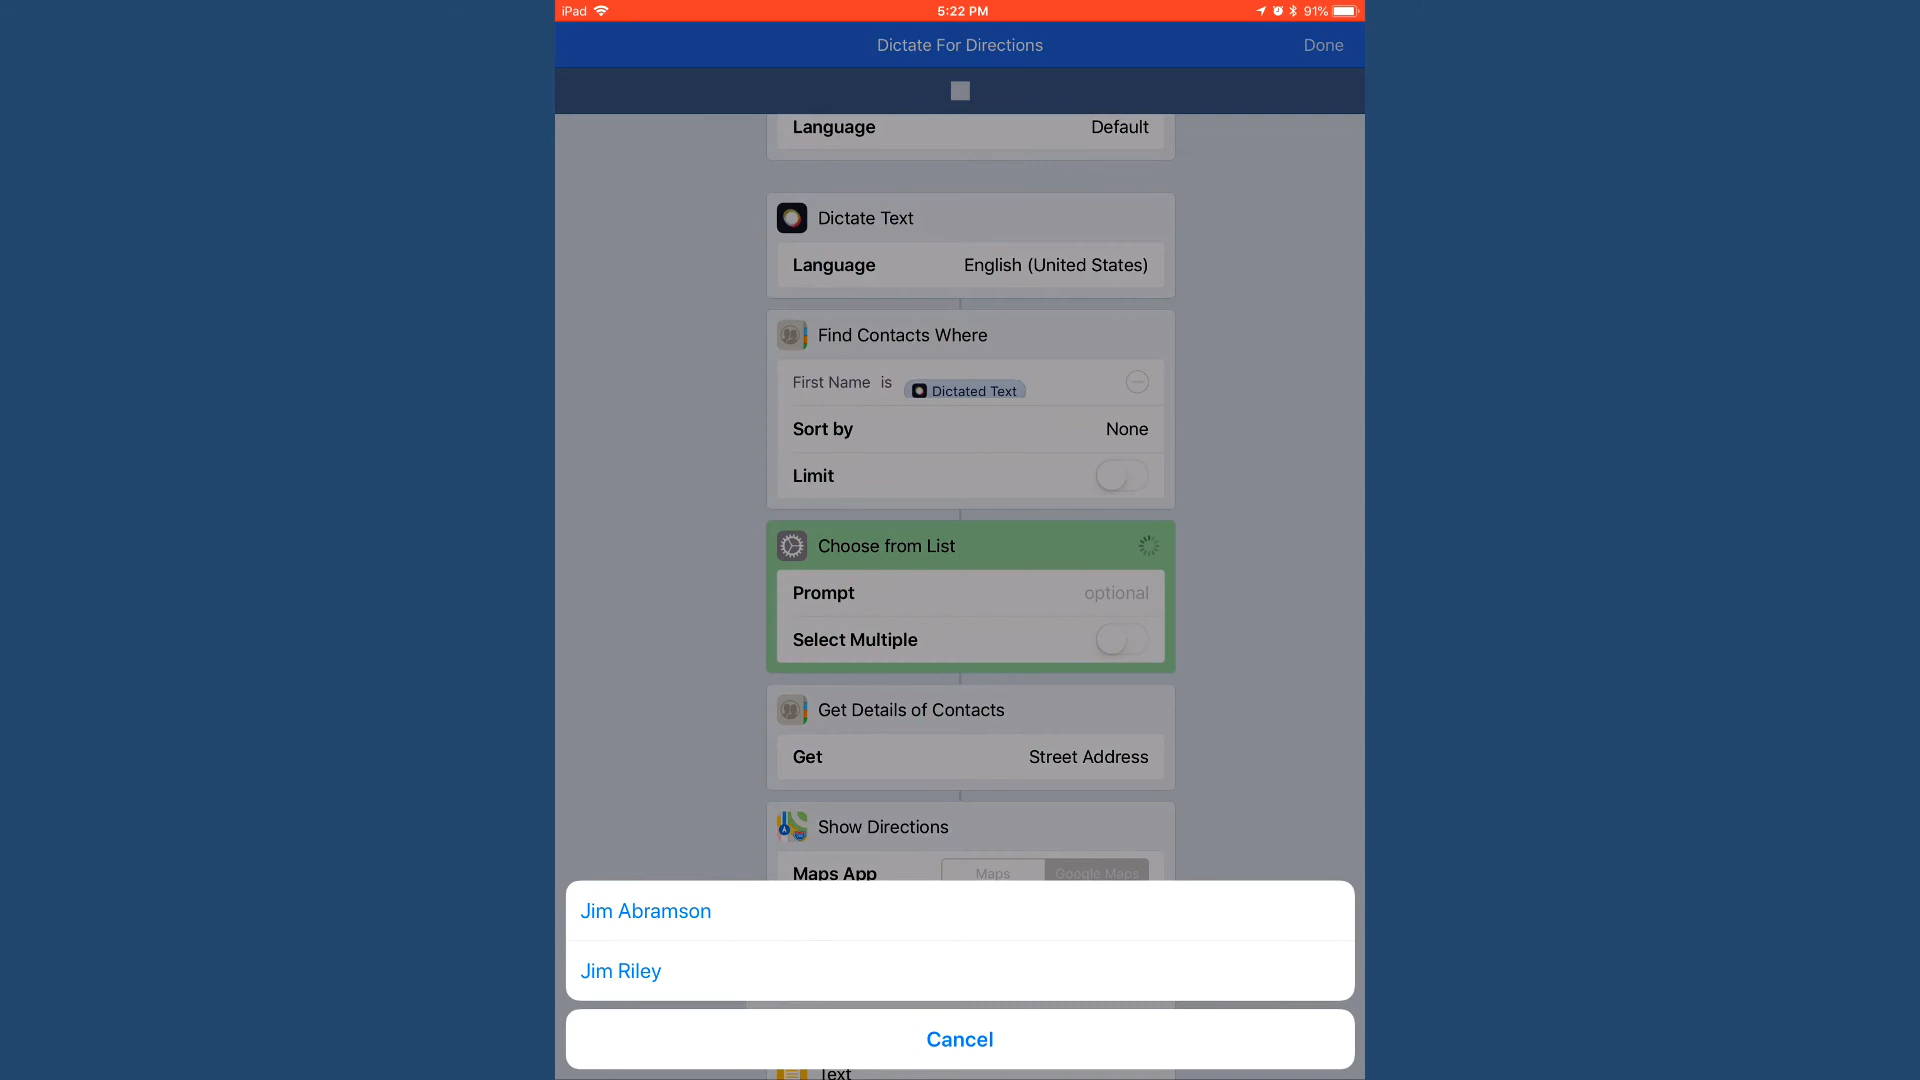 iPad 5:22 PM 91%
Dictate For Directions Done
Language Default
Dictate Text
Language English (United States)
Find Contacts Where
First Name is Dictated Text
Sort by None
Limit
Choose from List
Prompt optional
Select Multiple
Get Details of Contacts
Get Street Address
Show Directions
Maps App Maps Google Maps
Jim Abramson
Jim Riley
Cancel
Text